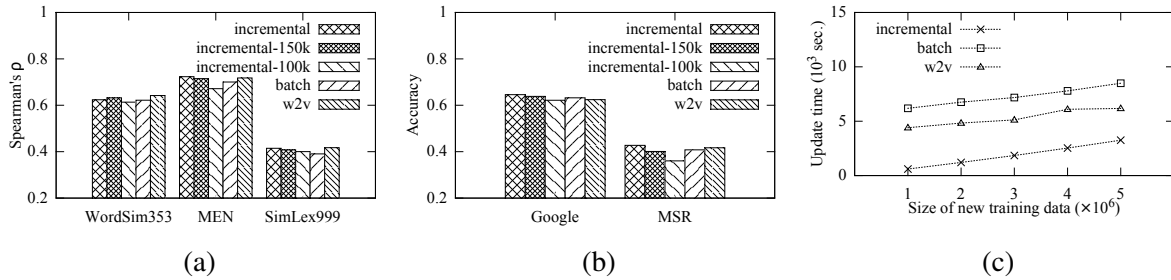 Spearman's ρ
1
0.8
0.6
0.4
0.2
incremental
incremental-150k
incremental-100k
batch
w2v
WordSim353 MEN SimLex999
(a)
Accuracy
1
0.8
0.6
0.4
0.2
incremental
incremental-150k
incremental-100k
batch
w2v
Google MSR
(b)
Update time (10³ sec.)
15
10
5
0
incremental
batch
w2v
1 2 3 4 5
Size of new training data (×10⁶)
(c)